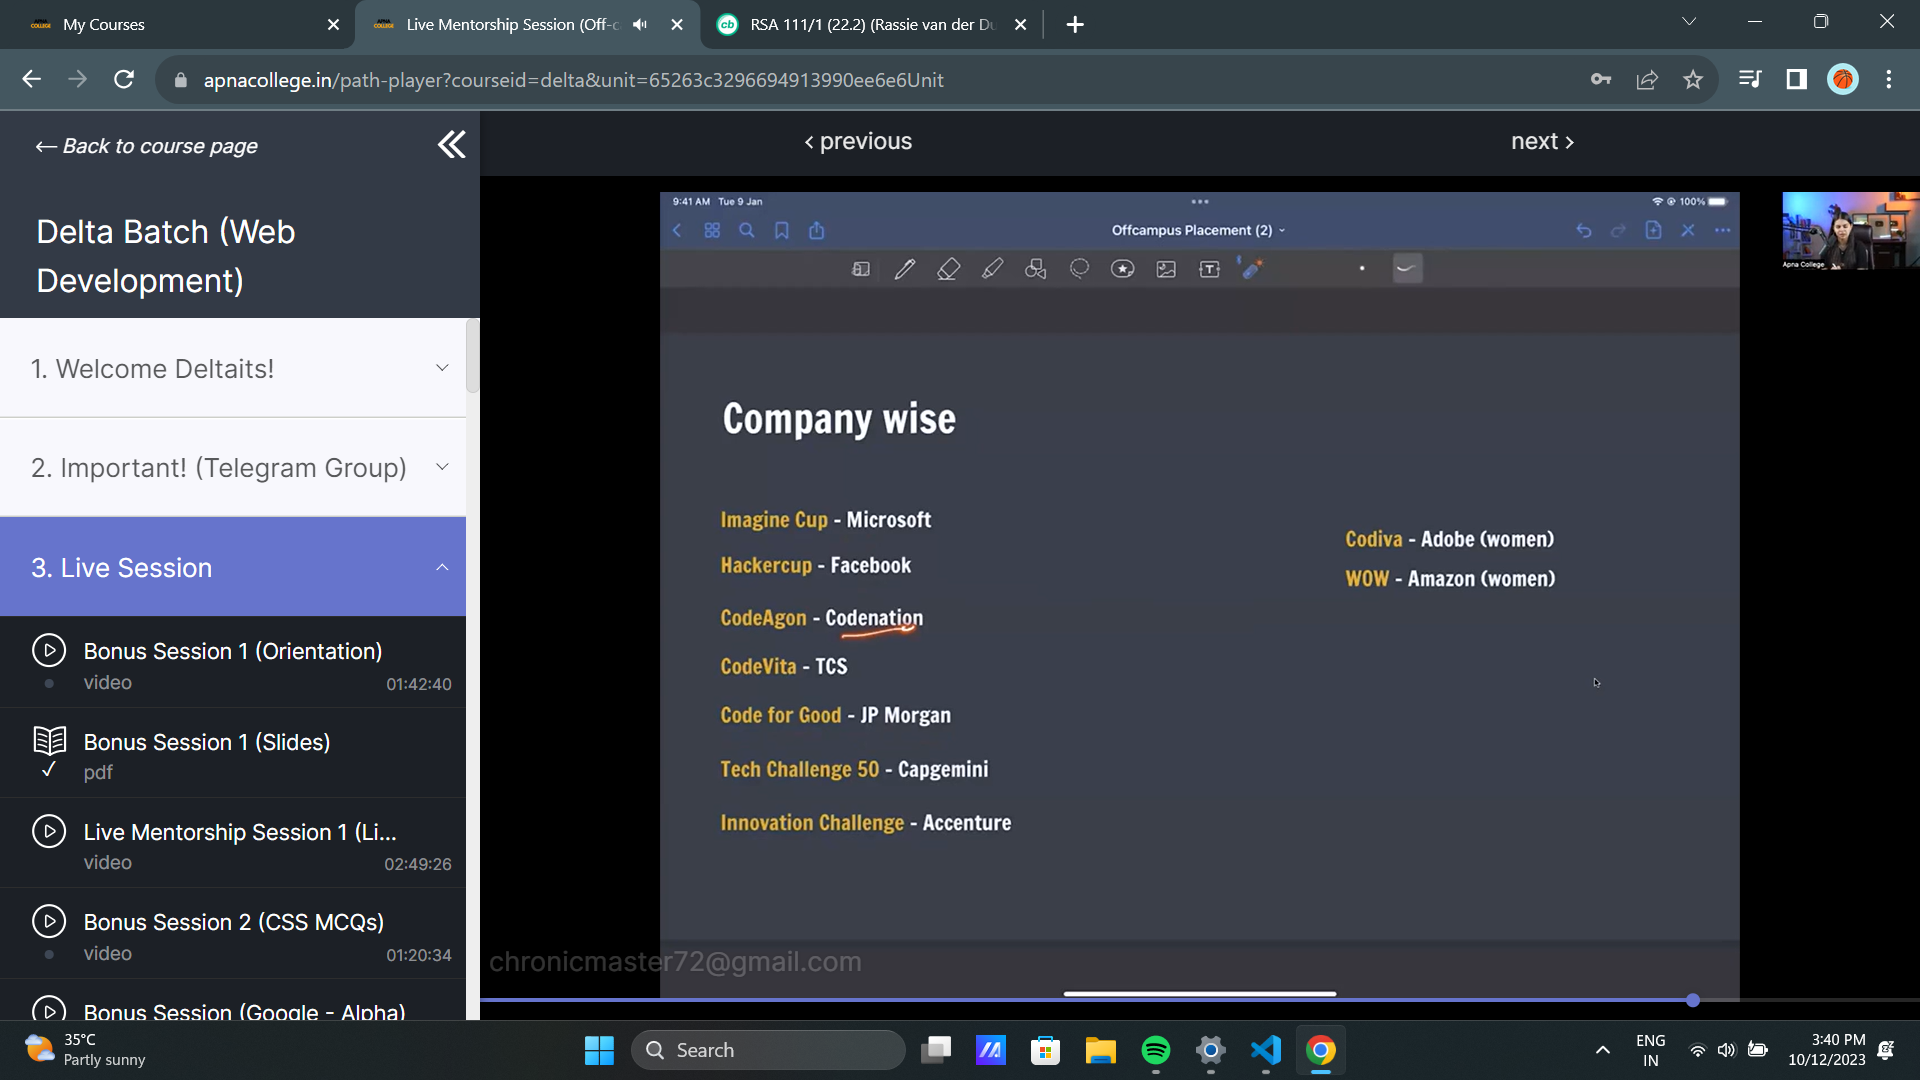 My Courses
Live Mentorship Session (Off-c
RSA 111/1 (22.2) (Rassie van der Du
apnacollege.in/path-player?courseid=delta&unit=65263c3296694913990ee6e6Unit
← Back to course page
‹ previous
next ›
Delta Batch (Web
Development)
1. Welcome Deltaits!
2. Important! (Telegram Group)
3. Live Session
Bonus Session 1 (Orientation)
video
01:42:40
Bonus Session 1 (Slides)
pdf
Live Mentorship Session 1 (Li...
video
02:49:26
Bonus Session 2 (CSS MCQs)
video
01:20:34
Bonus Session (Google - Alpha)
9:41 AM Tue 9 Jan
100%
Offcampus Placement (2)
Apna College
Company wise
Imagine Cup - Microsoft
Hackercup - Facebook
CodeAgon - Codenation
CodeVita - TCS
Code for Good - JP Morgan
Tech Challenge 50 - Capgemini
Innovation Challenge - Accenture
Codiva - Adobe (women)
WOW - Amazon (women)
chronicmaster72@gmail.com
35°C
Partly sunny
Search
ENG
IN
3:40 PM
10/12/2023